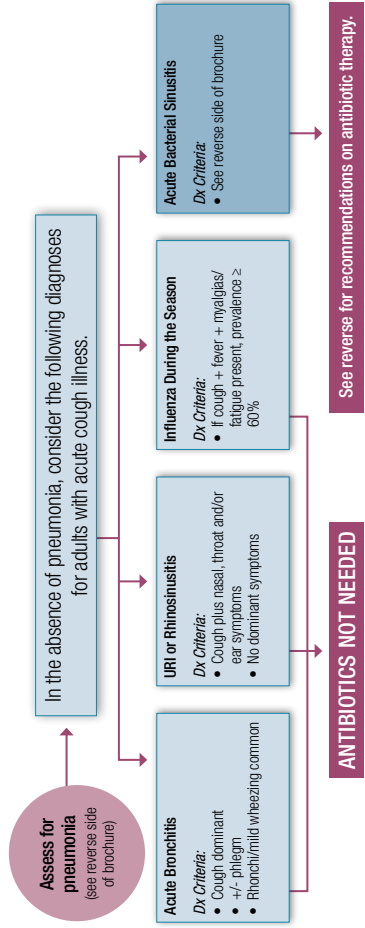 Assess for
pneumonia
(see reverse side
of brochure)
In the absence of pneumonia, consider the following diagnoses
for adults with acute cough illness.
Acute Bronchitis
Dx Criteria:
• Cough dominant
• +/- phlegm
• Rhonchi/mild wheezing common
URI or Rhinosinusitis
Dx Criteria:
• Cough plus nasal, throat and/or
ear symptoms
• No dominant symptoms
Influenza During the Season
Dx Criteria:
• If cough + fever + myalgias/
fatigue present, prevalence ≥
60%
Acute Bacterial Sinusitis
Dx Criteria:
• See reverse side of brochure
ANTIBIOTICS NOT NEEDED
See reverse for recommendations on antibiotic therapy.